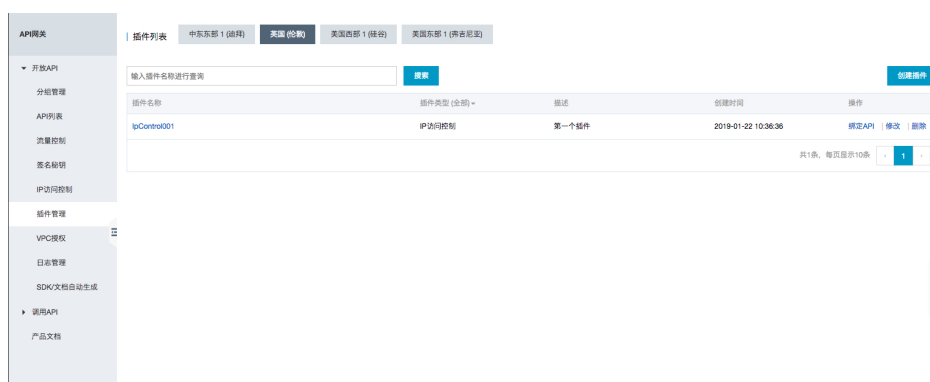 API网关
插件列表 中东东部 1 (迪拜) 英国 (伦敦) 美国西部 1 (硅谷) 美国东部 1 (弗吉尼亚)
开放API
输入插件名称进行查询 搜索 创建插件
分组管理
插件名称 插件类型 (全部) 描述 创建时间 操作
API列表
IpControl001 IP访问控制 第一个插件 2019-01-22 10:36:36 绑定API | 修改 | 删除
流量控制
共1条, 每页显示10条 ‹ 1 ›
签名秘钥
IP访问控制
插件管理
VPC授权
日志管理
SDK/文档自动生成
调用API
产品文档